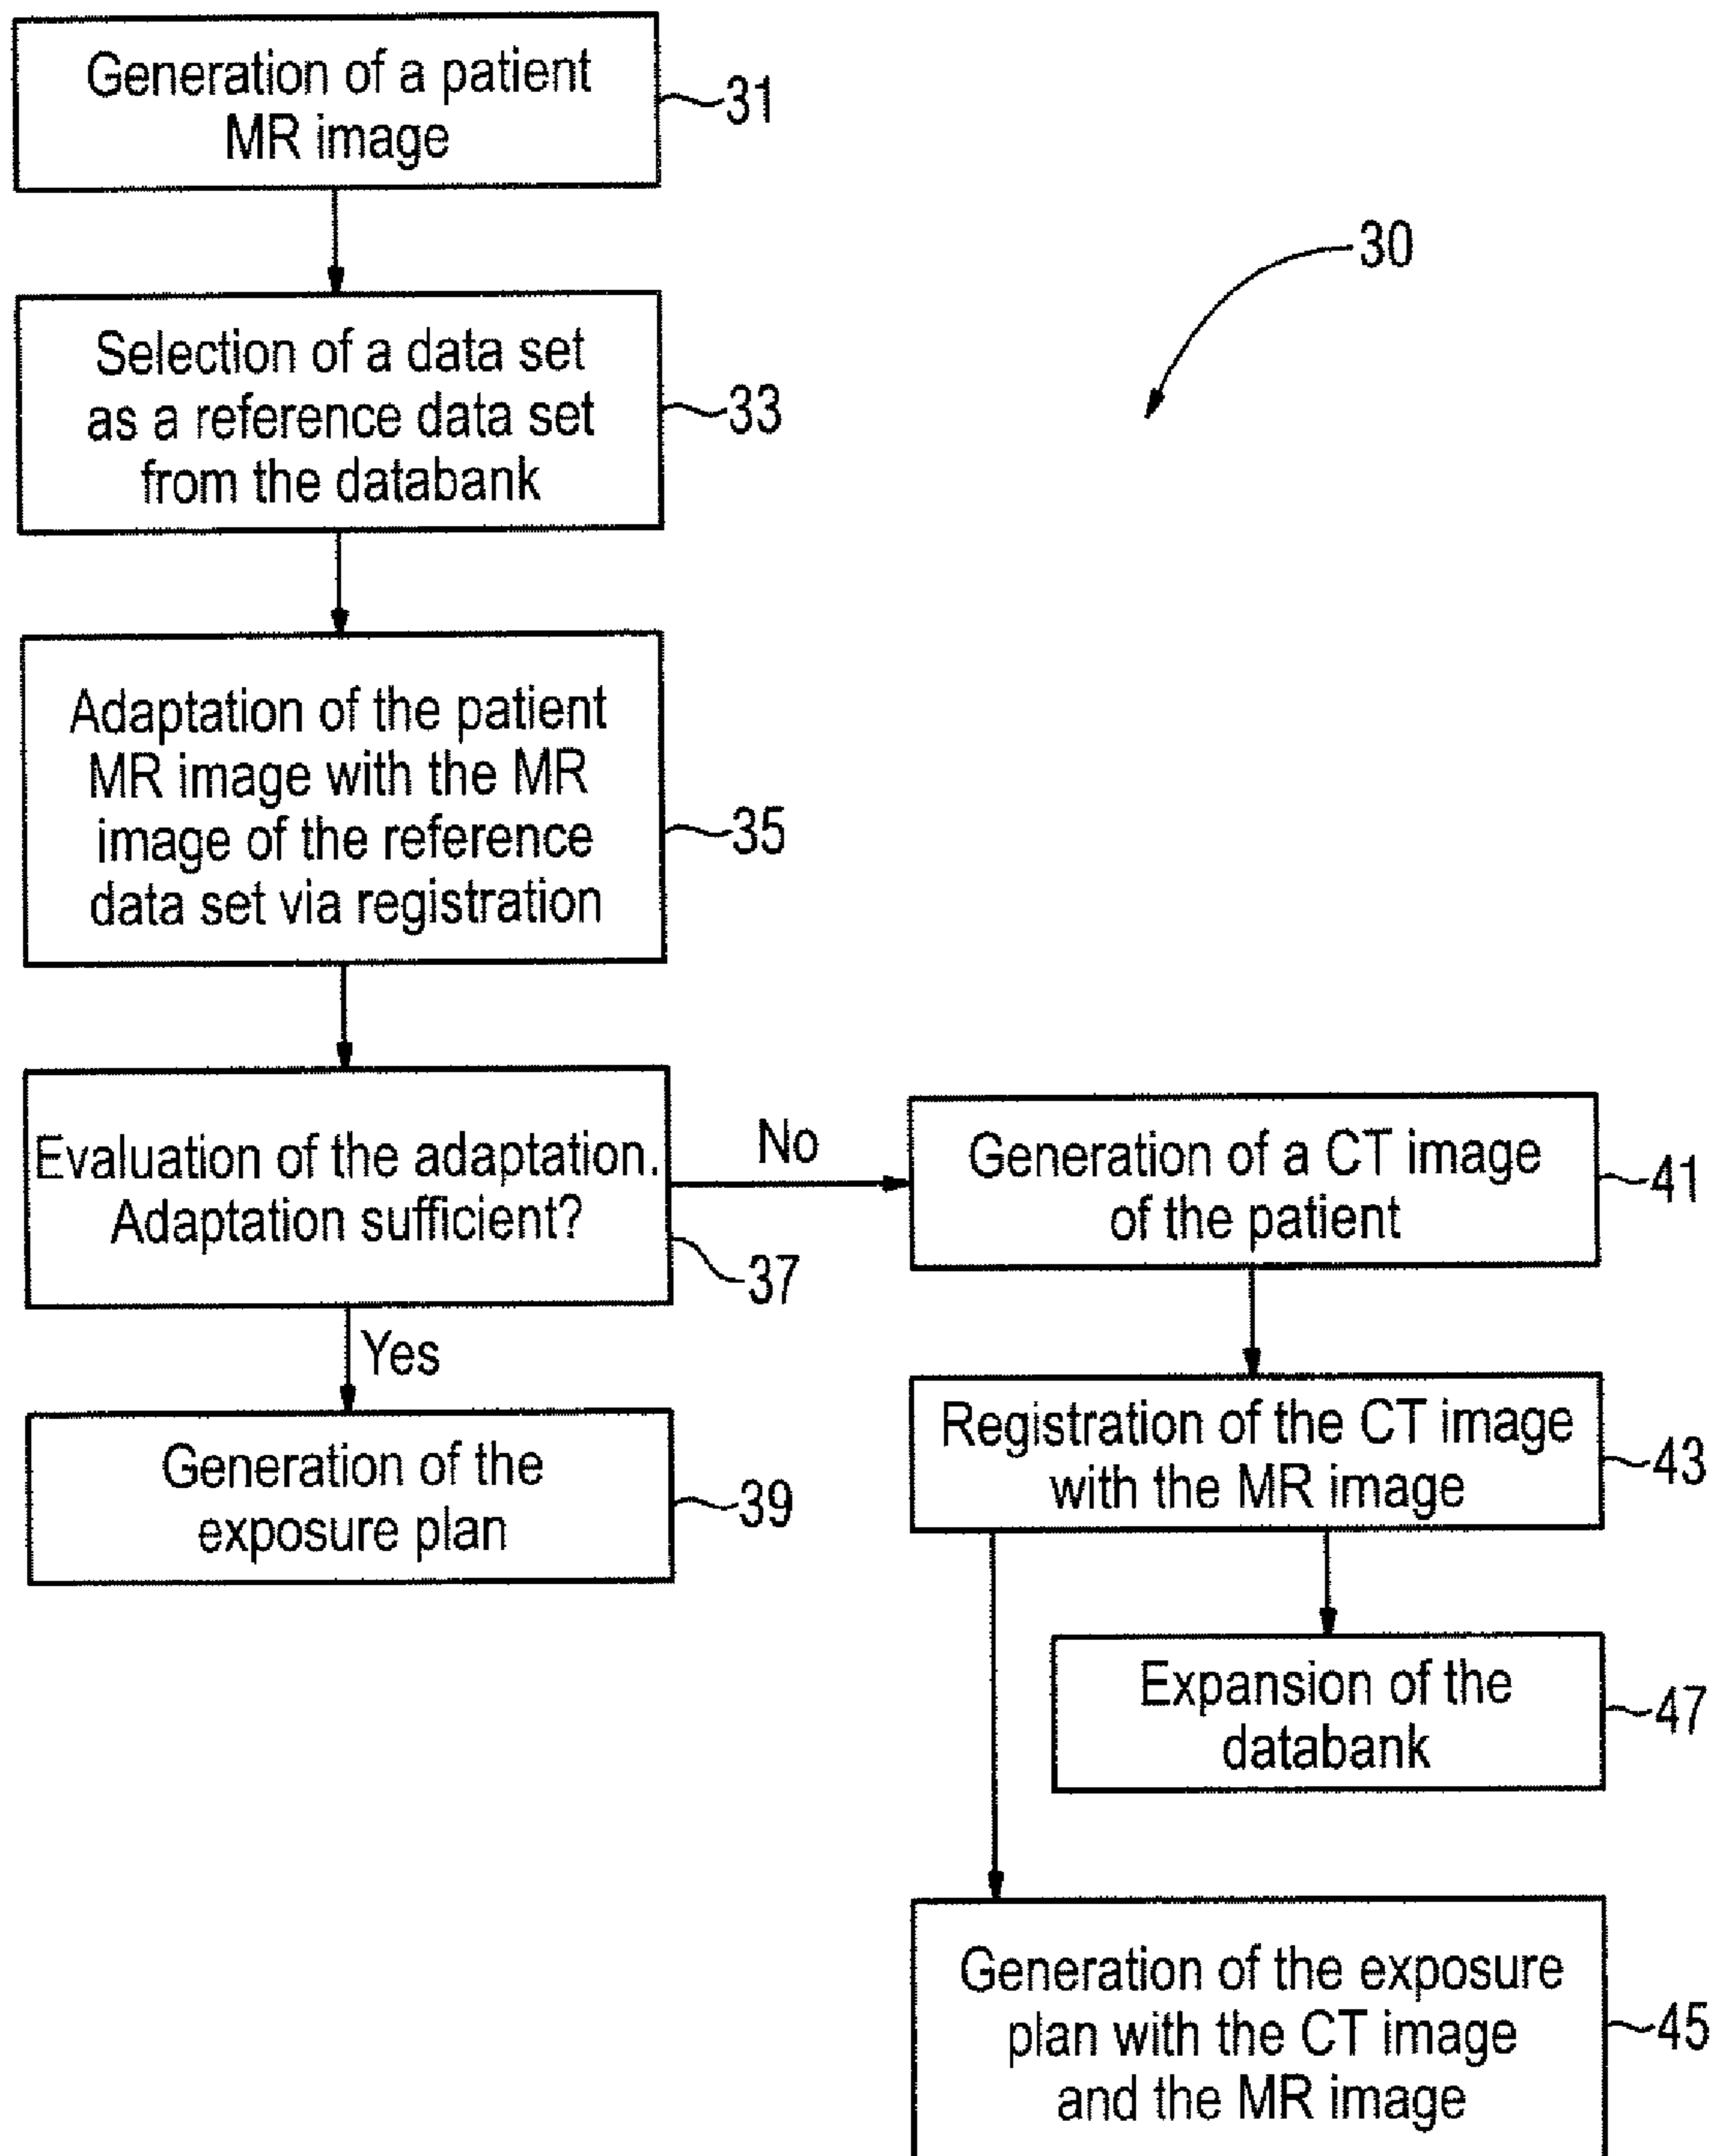 Generation of a patient
MR image
31
30
Selection of a data set
as a reference data set
from the databank
33
Adaptation of the patient
MR image with the MR
image of the reference
data set via registration
35
Evaluation of the adaptation.
Adaptation sufficient?
37
No
Yes
Generation of the
exposure plan
39
Generation of a CT image
of the patient
41
Registration of the CT image
with the MR image
43
Expansion of the
databank
47
Generation of the exposure
plan with the CT image
and the MR image
45